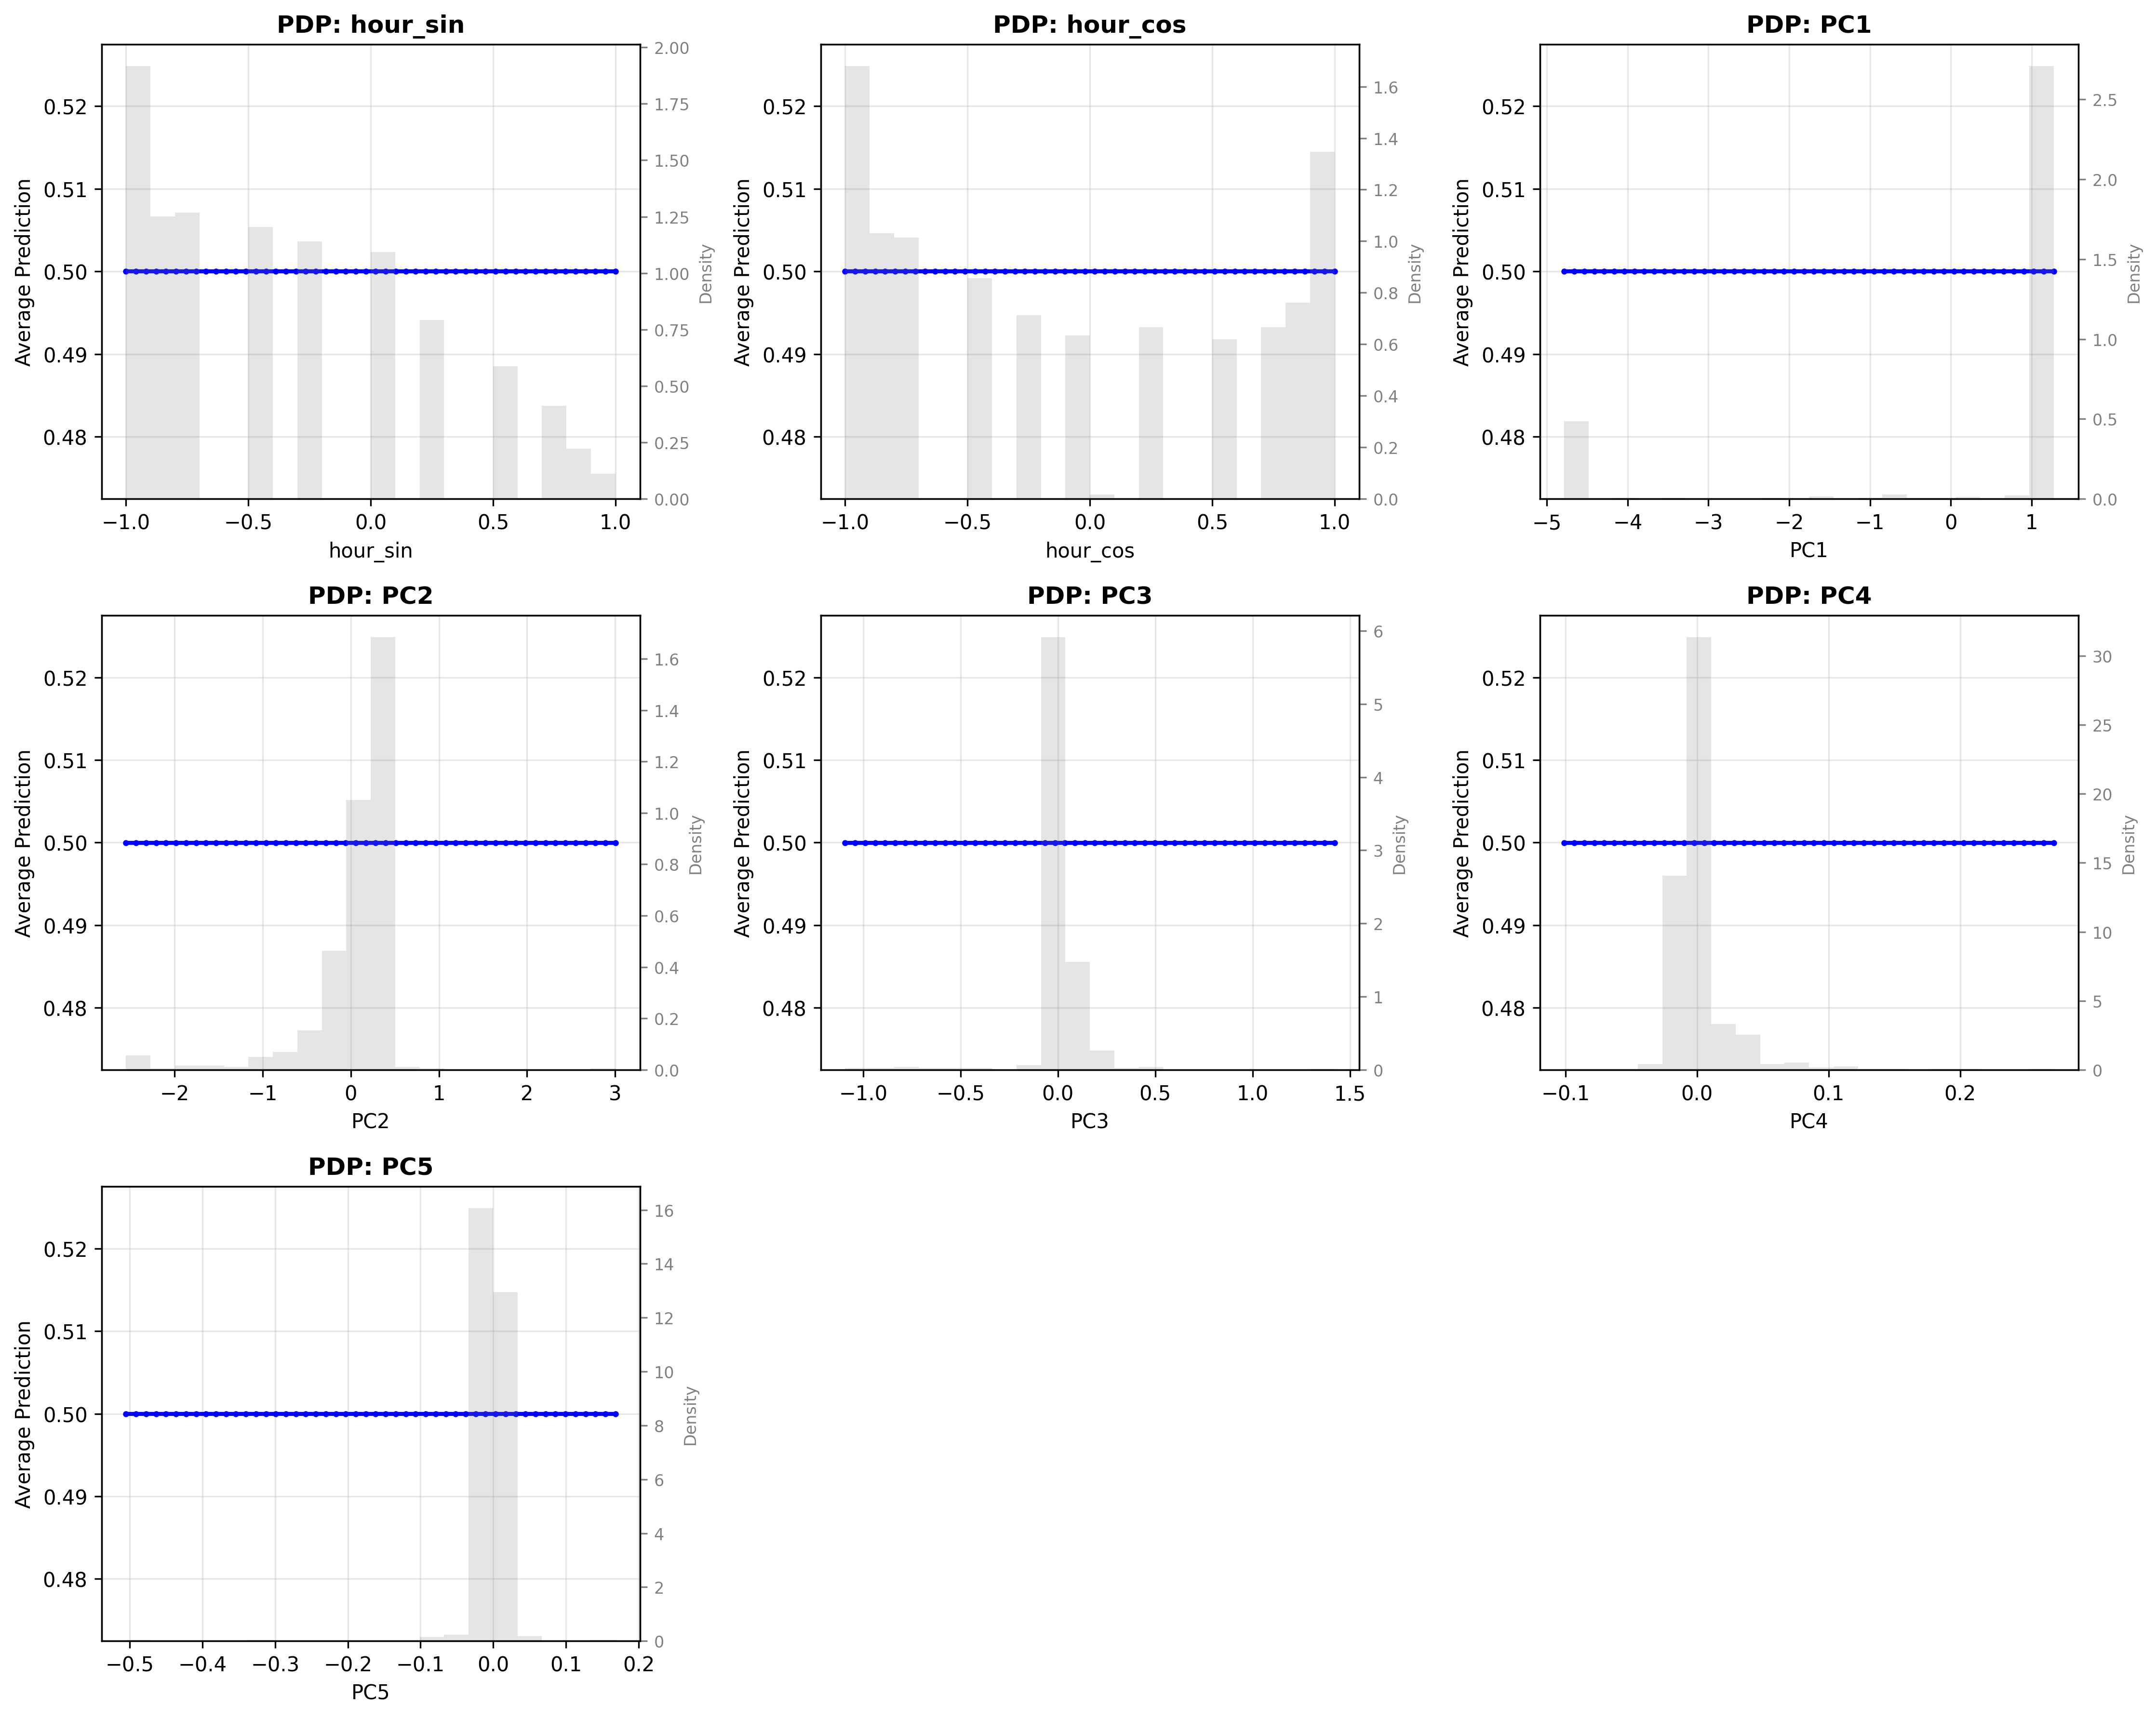 PDP: hour_sin
PDP: hour_cos
PDP: PC1
0.52
0.51
0.50
0.49
0.48
Average Prediction
2.00
1.75
1.50
1.25
1.00
0.75
0.50
0.25
0.00
Density
−1.0 −0.5 0.0 0.5 1.0
hour_sin
0.52
0.51
0.50
0.49
0.48
Average Prediction
1.6
1.4
1.2
1.0
0.8
0.6
0.4
0.2
0.0
Density
−1.0 −0.5 0.0 0.5 1.0
hour_cos
0.52
0.51
0.50
0.49
0.48
Average Prediction
2.5
2.0
1.5
1.0
0.5
0.0
Density
−5 −4 −3 −2 −1 0 1
PC1
PDP: PC2
PDP: PC3
PDP: PC4
0.52
0.51
0.50
0.49
0.48
Average Prediction
1.6
1.4
1.2
1.0
0.8
0.6
0.4
0.2
0.0
Density
−2 −1 0 1 2 3
PC2
0.52
0.51
0.50
0.49
0.48
Average Prediction
6
5
4
3
2
1
0
Density
−1.0 −0.5 0.0 0.5 1.0 1.5
PC3
0.52
0.51
0.50
0.49
0.48
Average Prediction
30
25
20
15
10
5
0
Density
−0.1 0.0 0.1 0.2
PC4
PDP: PC5
0.52
0.51
0.50
0.49
0.48
Average Prediction
16
14
12
10
8
6
4
2
0
Density
−0.5 −0.4 −0.3 −0.2 −0.1 0.0 0.1 0.2
PC5